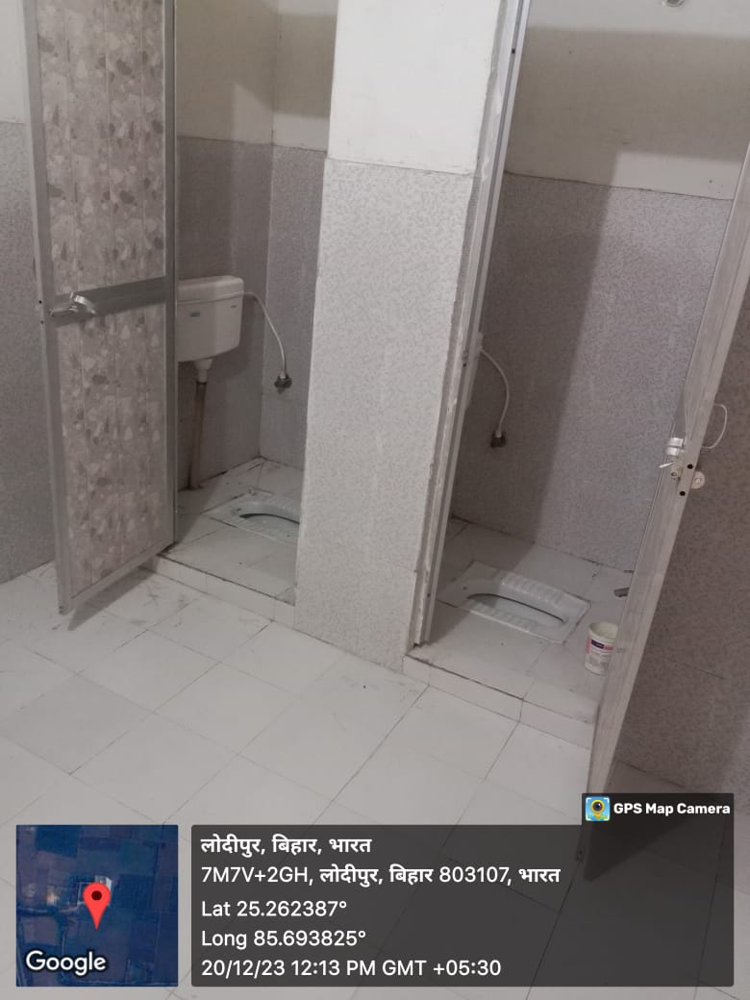 GPS Map Camera
लोदीपुर, बिहार, भारत
7M7V+2GH, लोदीपुर, बिहार 803107, भारत
Lat 25.262387°
Long 85.693825°
20/12/23 12:13 PM GMT +05:30
Google